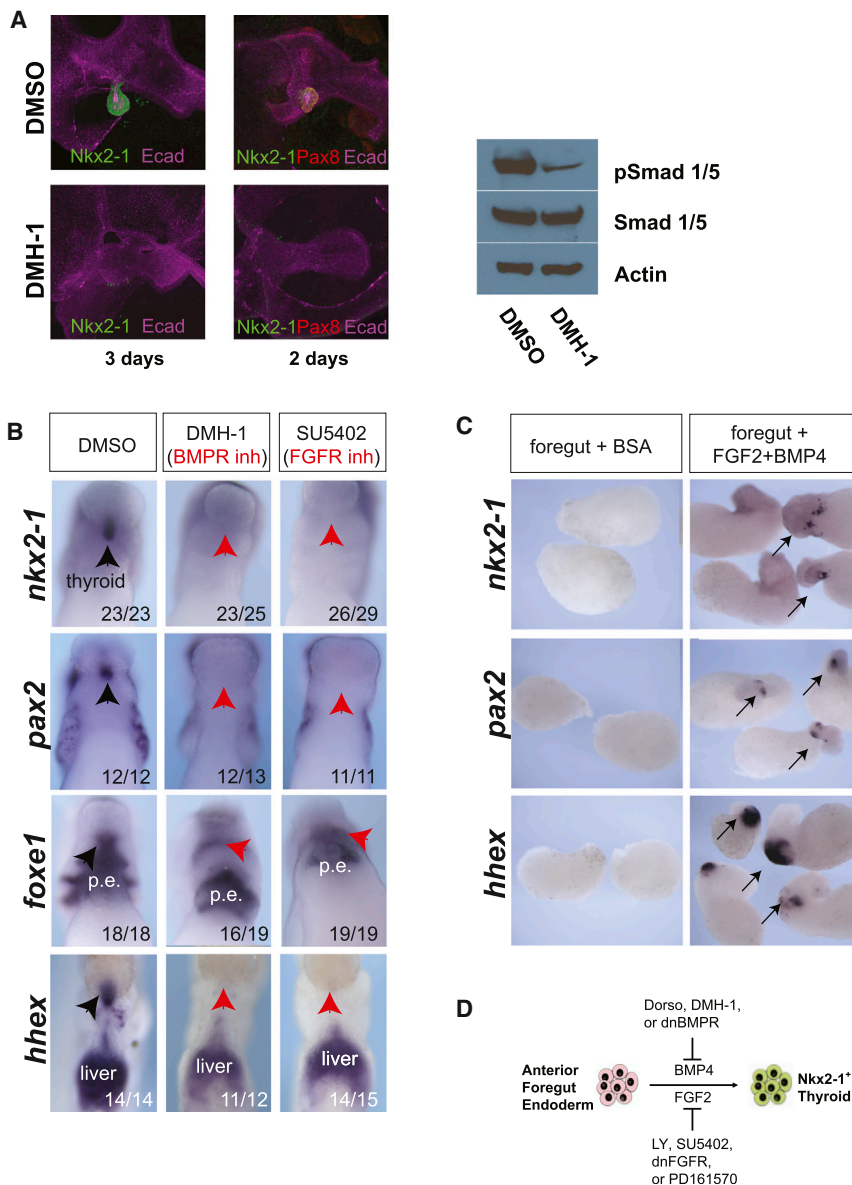 A
DMSO
Nkx2-1 Ecad
Nkx2-1Pax8 Ecad
DMH-1
Nkx2-1 Ecad
Nkx2-1Pax8 Ecad
3 days
2 days
pSmad 1/5
Smad 1/5
Actin
DMSO
DMH-1
B
DMSO
DMH-1
(BMPR inh)
SU5402
(FGFR inh)
nkx2-1
thyroid
23/23
23/25
26/29
pax2
12/12
12/13
11/11
foxe1
p.e.
p.e.
p.e.
18/18
16/19
19/19
hhex
liver
liver
liver
14/14
11/12
14/15
C
foregut + BSA
foregut +
FGF2+BMP4
nkx2-1
pax2
hhex
D
Dorso, DMH-1,
or dnBMPR
BMP4
Anterior
Foregut
Endoderm
FGF2
Nkx2-1+
Thyroid
LY, SU5402,
dnFGFR,
or PD161570